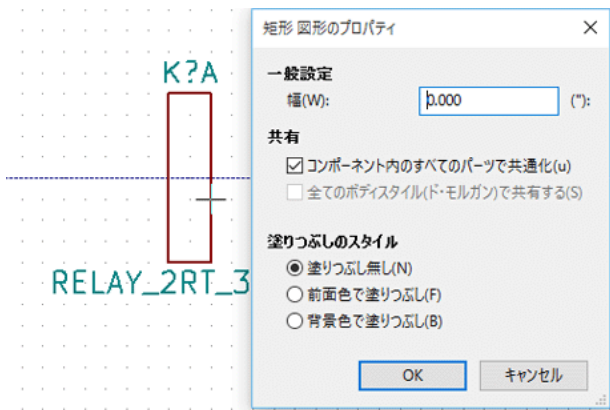 K?A
RELAY_2RT_3
矩形 図形のプロパティ
一般設定
幅(W):
0.000
("):
共有
コンポーネント内のすべてのパーツで共通化(u)
全てのボディスタイル(ド・モルガン)で共有する(S)
塗りつぶしのスタイル
塗りつぶし無し(N)
前面色で塗りつぶし(F)
背景色で塗りつぶし(B)
OK
キャンセル